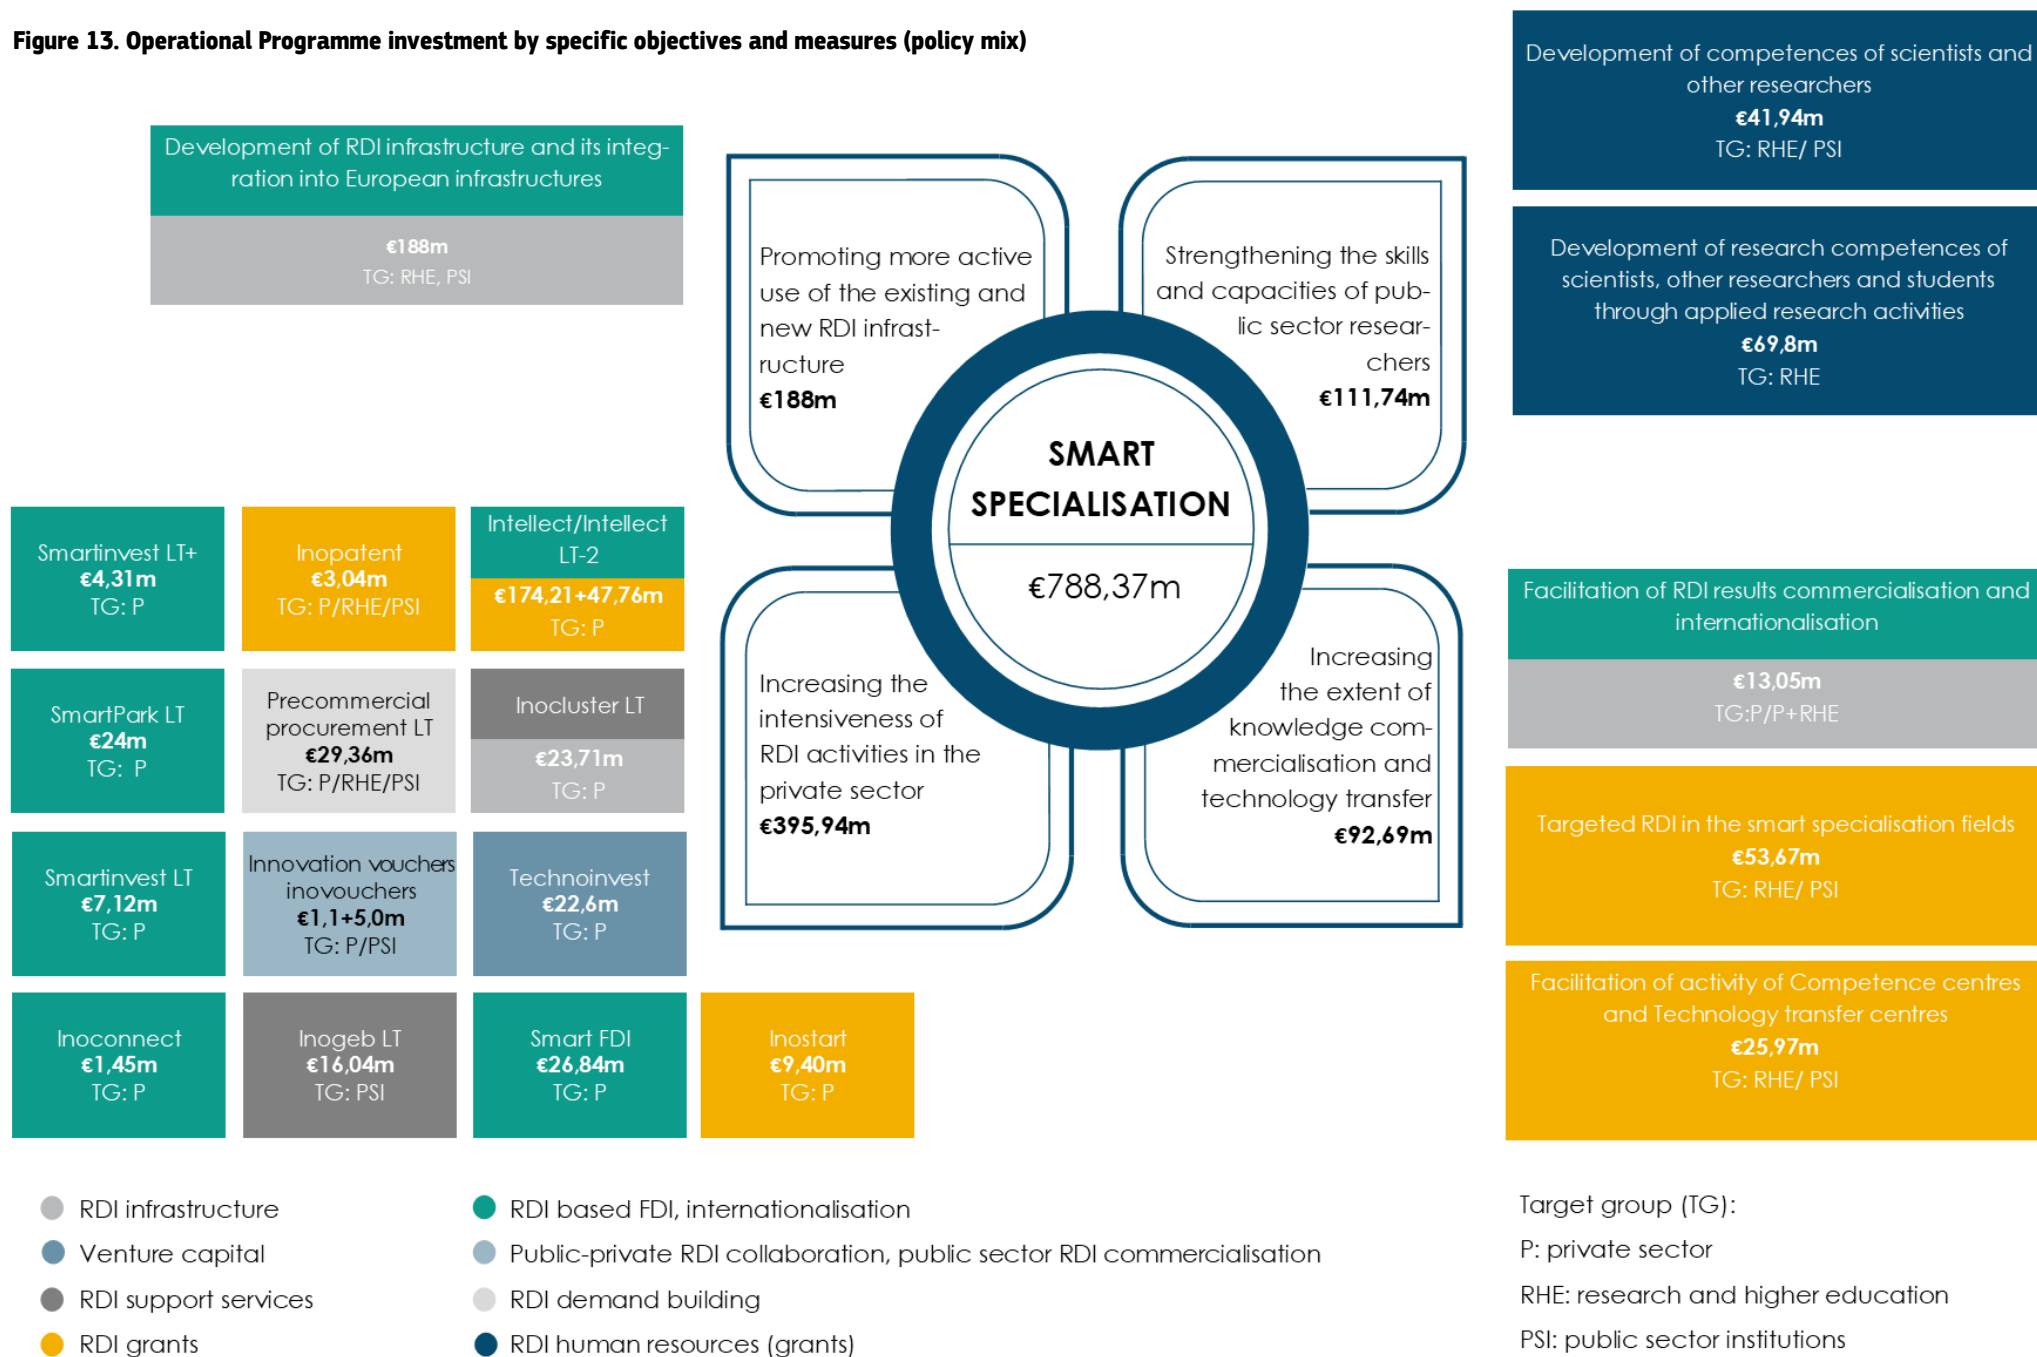 Figure 13. Operational Programme investment by specific objectives and measures (policy mix)
Development of RDI infrastructure and its integ-
ration into European infrastructures
€188m
TG: RHE, PSI
Promoting more active
use of the existing and
new RDI infrast-
ructure
€188m
Strengthening the skills
and capacities of pub-
lic sector resear-
chers
€111,74m
Development of competences of scientists and
other researchers
€41,94m
TG: RHE/ PSI
Development of research competences of
scientists, other researchers and students
through applied research activities
€69,8m
TG: RHE
SMART
SPECIALISATION
€788,37m
Smartinvest LT+
€4,31m
TG: P
Inopatent
€3,04m
TG: P/RHE/PSI
Intellect/Intellect
LT-2
€174,21+47,76m
TG: P
SmartPark LT
€24m
TG: P
Precommercial
procurement LT
€29,36m
TG: P/RHE/PSI
Inocluster LT
€23,71m
TG: P
Smartinvest LT
€7,12m
TG: P
Innovation vouchers
inovouchers
€1,1+5,0m
TG: P/PSI
Technoinvest
€22,6m
TG: P
Inoconnect
€1,45m
TG: P
Inogeb LT
€16,04m
TG: PSI
Smart FDI
€26,84m
TG: P
Inostart
€9,40m
TG: P
Increasing the
intensiveness of
RDI activities in the
private sector
€395,94m
Increasing
the extent of
knowledge com-
mercialisation and
technology transfer
€92,69m
Facilitation of RDI results commercialisation and
internationalisation
€13,05m
TG:P/P+RHE
Targeted RDI in the smart specialisation fields
€53,67m
TG: RHE/ PSI
Facilitation of activity of Competence centres
and Technology transfer centres
€25,97m
TG: RHE/ PSI
RDI infrastructure
Venture capital
RDI support services
RDI grants
RDI based FDI, internationalisation
Public-private RDI collaboration, public sector RDI commercialisation
RDI demand building
RDI human resources (grants)
Target group (TG):
P: private sector
RHE: research and higher education
PSI: public sector institutions